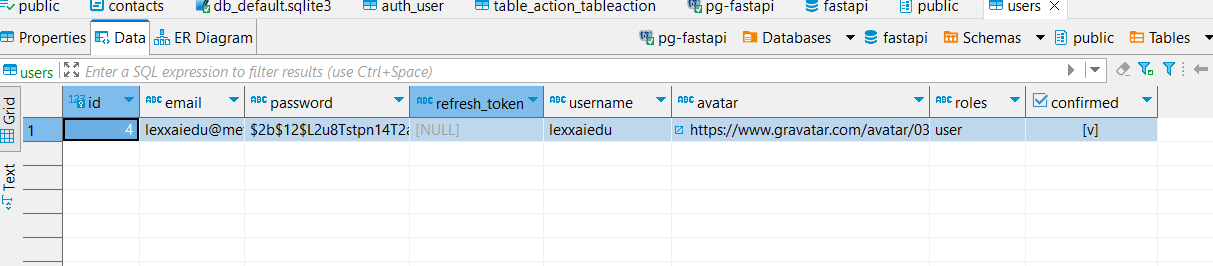 public contacts db_default.sqlite3 auth_user table_action_tableaction pg-fastapi fastapi public users
Properties Data ER Diagram pg-fastapi Databases fastapi Schemas public Tables
users Enter a SQL expression to filter results (use Ctrl+Space)
Grid
Text
123 id ABC email ABC password ABC refresh_token ABC username ABC avatar ABC roles confirmed
1 4 lexxaiedu@me $2b$12$L2u8Tstpn14T2a [NULL] lexxaiedu https://www.gravatar.com/avatar/03 user [v]